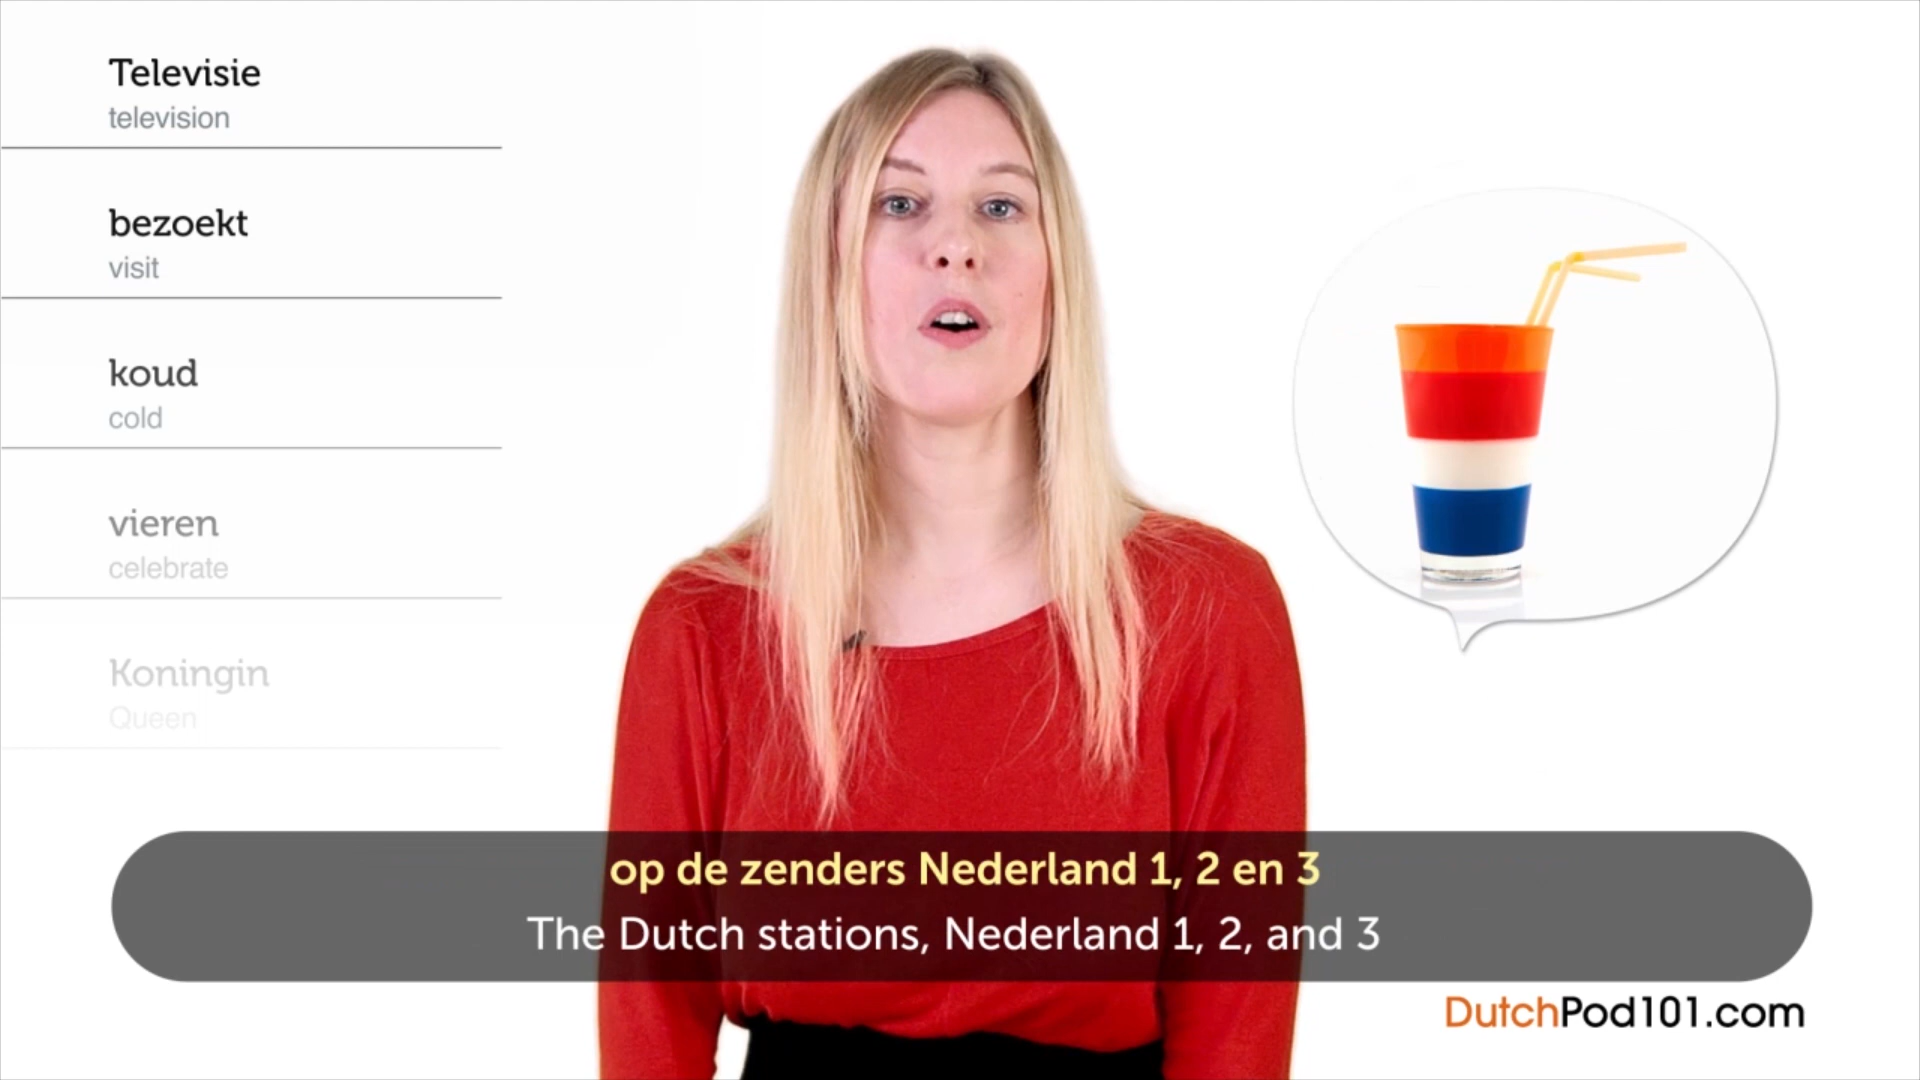 Televisie
television
bezoekt
visit
koud
cold
vieren
celebrate
Koningin
Queen
op de zenders Nederland 1, 2 en 3
The Dutch stations, Nederland 1, 2, and 3
DutchPod101.com